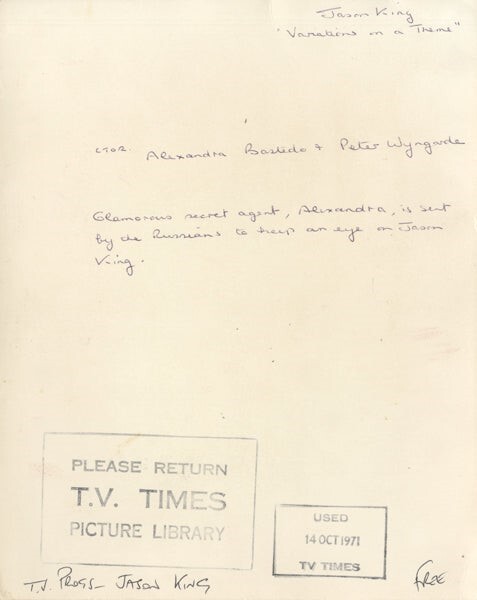 Jason King
"Variations on a Theme"
L TO R. Alexandra Bastedo & Peter Wyngarde
Glamorous secret agent, Alexandra, is sent
by the Russians to keep an eye on Jason
King.
PLEASE RETURN
T.V. TIMES
PICTURE LIBRARY
USED
14 OCT 1971
TV TIMES
T.V. PROGS - JASON KING
FREE